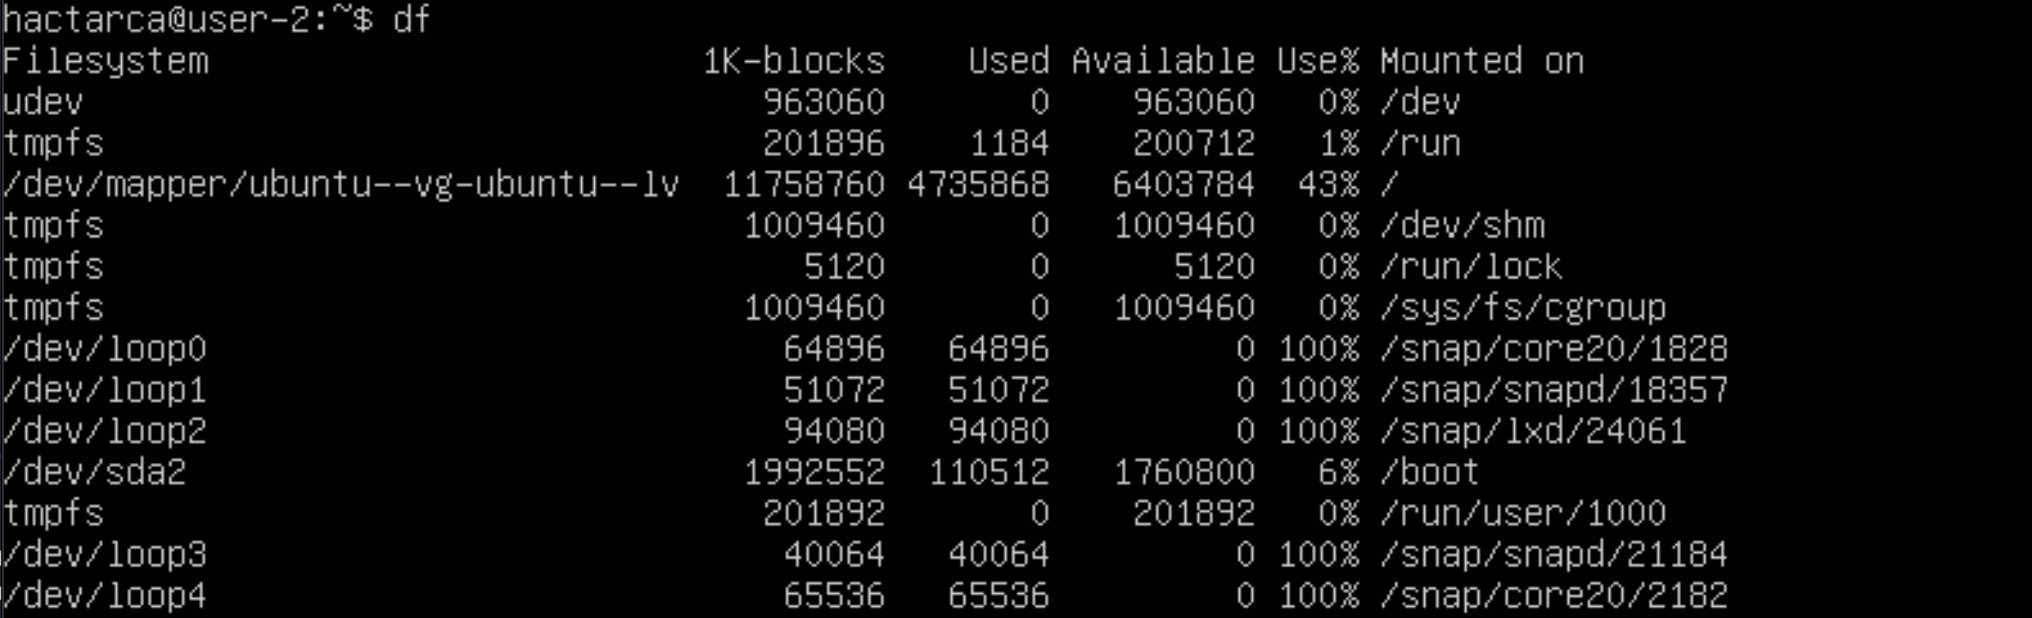 hactarca@user-2:~$ df
Filesystem                         1K-blocks    Used Available Use% Mounted on
udev                                  963060       0    963060   0% /dev
tmpfs                                 201896    1184    200712   1% /run
/dev/mapper/ubuntu--vg-ubuntu--lv  11758760 4735868   6403784  43% /
tmpfs                                1009460       0   1009460   0% /dev/shm
tmpfs                                   5120       0      5120   0% /run/lock
tmpfs                                1009460       0   1009460   0% /sys/fs/cgroup
/dev/loop0                             64896   64896         0 100% /snap/core20/1828
/dev/loop1                             51072   51072         0 100% /snap/snapd/18357
/dev/loop2                             94080   94080         0 100% /snap/lxd/24061
/dev/sda2                            1992552  110512   1760800   6% /boot
tmpfs                                 201892       0    201892   0% /run/user/1000
/dev/loop3                             40064   40064         0 100% /snap/snapd/21184
/dev/loop4                             65536   65536         0 100% /snap/core20/2182